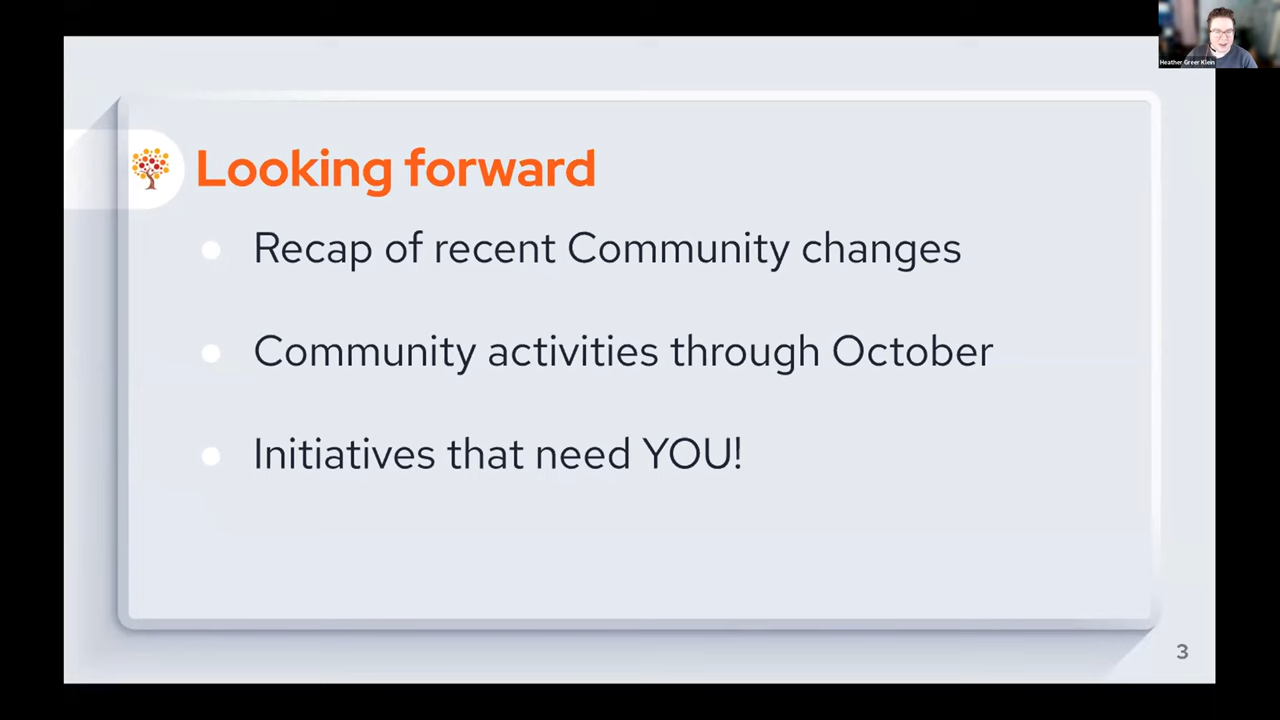 Heather Greer Klein
Looking forward
Recap of recent Community changes
Community activities through October
Initiatives that need YOU!
3